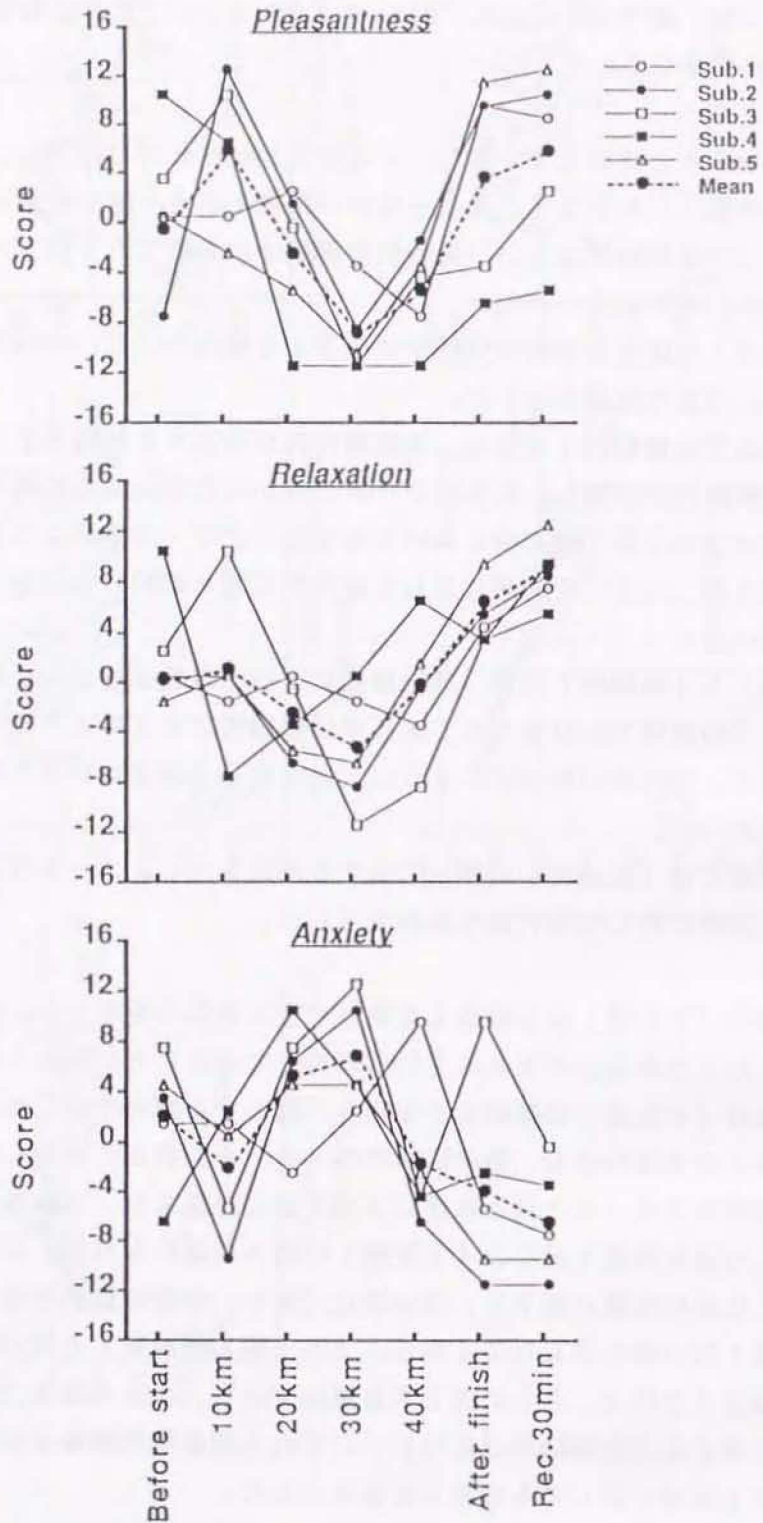 Pleasantness
16
12
8
4
0
-4
-8
-12
-16
Score
Sub.1
Sub.2
Sub.3
Sub.4
Sub.5
Mean
Relaxation
16
12
8
4
0
-4
-8
-12
-16
Score
Anxiety
16
12
8
4
0
-4
-8
-12
-16
Score
Before start
10km
20km
30km
40km
After finish
Rec.30min